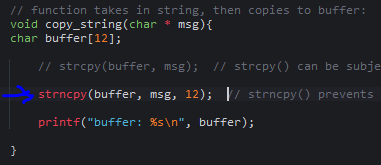 // function takes in string, then copies to buffer:
void copy_string(char * msg){
char buffer[12];
// strcpy(buffer, msg); // strcpy() can be subje
strncpy(buffer, msg, 12); // strncpy() prevents
printf("buffer: %s\n", buffer);
}